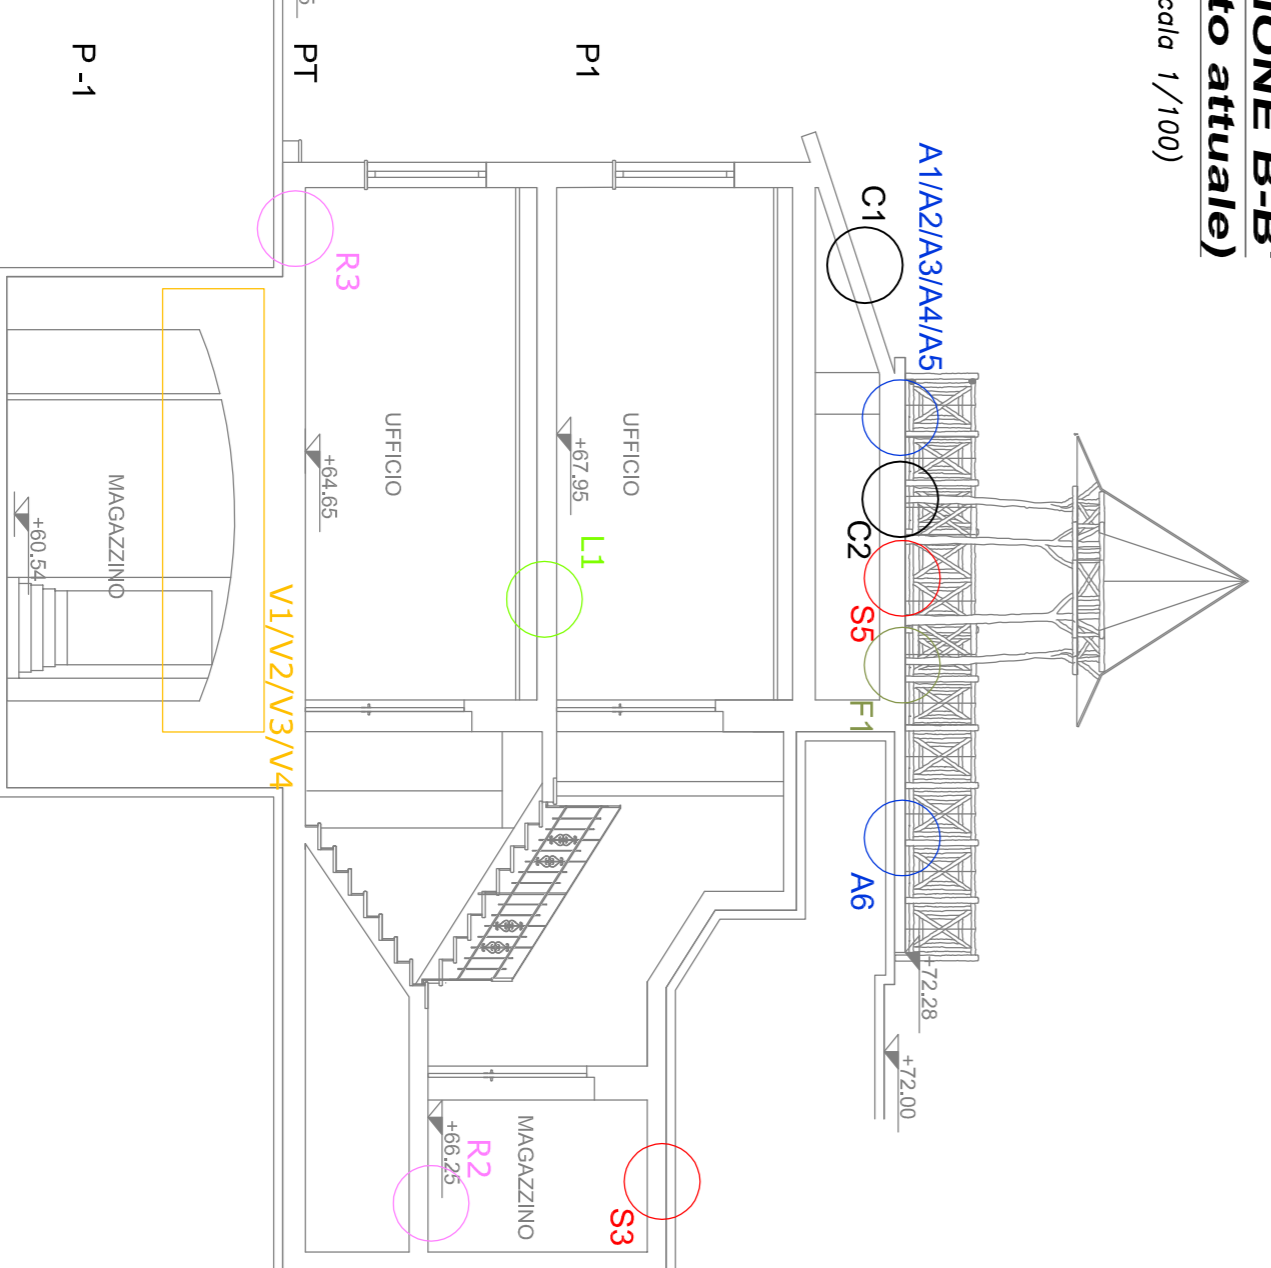 IONE B-B'
to attuale)
cala 1/100)
A1/A2/A3/A4/A5
C1
C2
S5
F1
A6
+72.28
+72.00
P1
UFFICIO
+67.95
L1
S3
MAGAZZINO
R2
+66.25
PT
R3
UFFICIO
+64.65
V1/V2/V3/V4
P -1
MAGAZZINO
+60.54